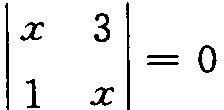 | x 3 |
| 1 x | = 0